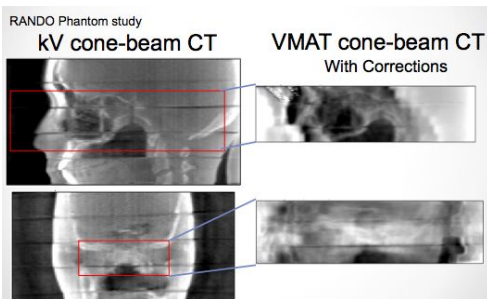 RANDO Phantom study
kV cone-beam CT
VMAT cone-beam CT
With Corrections